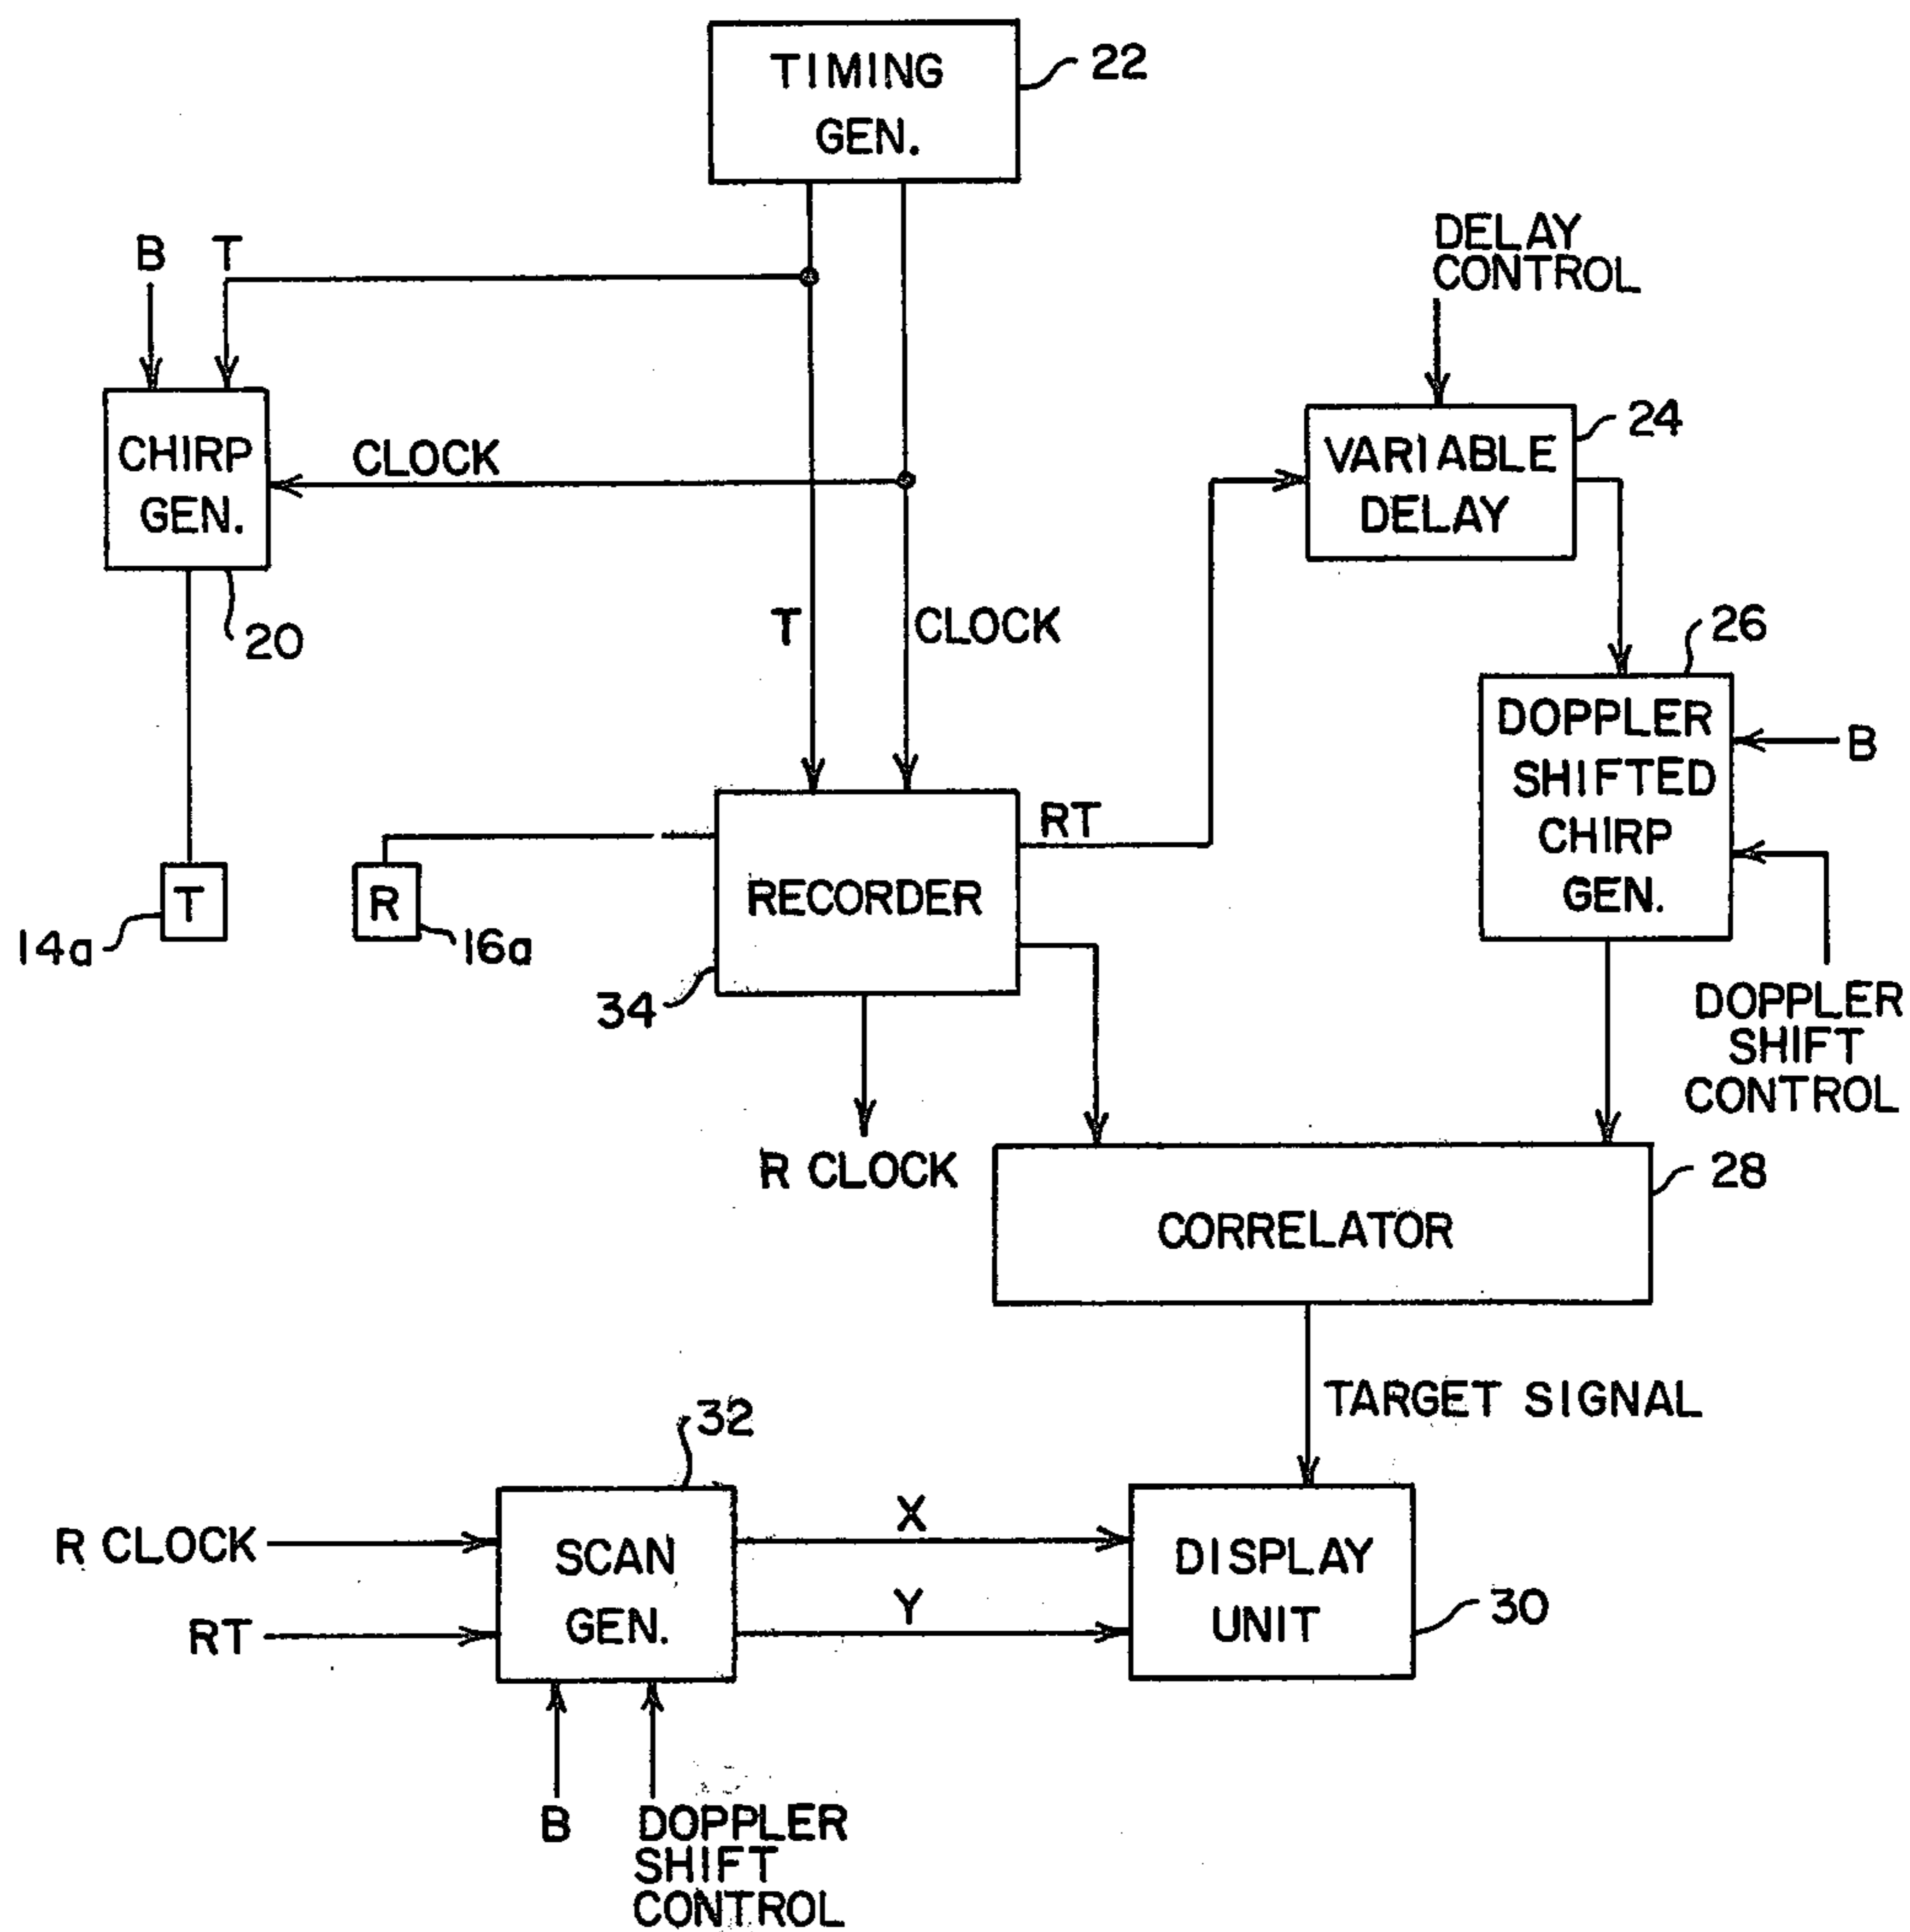 TIMING
GEN.
22
B
T
DELAY
CONTROL
CHIRP
GEN.
CLOCK
VARIABLE
DELAY
24
20
T
CLOCK
26
DOPPLER
SHIFTED
CHIRP
GEN.
B
RT
RECORDER
T
R
14a
16a
34
DOPPLER
SHIFT
CONTROL
R CLOCK
28
CORRELATOR
TARGET SIGNAL
32
R CLOCK
RT
SCAN
GEN.
X
Y
DISPLAY
UNIT
30
B
DOPPLER
SHIFT
CONTROL